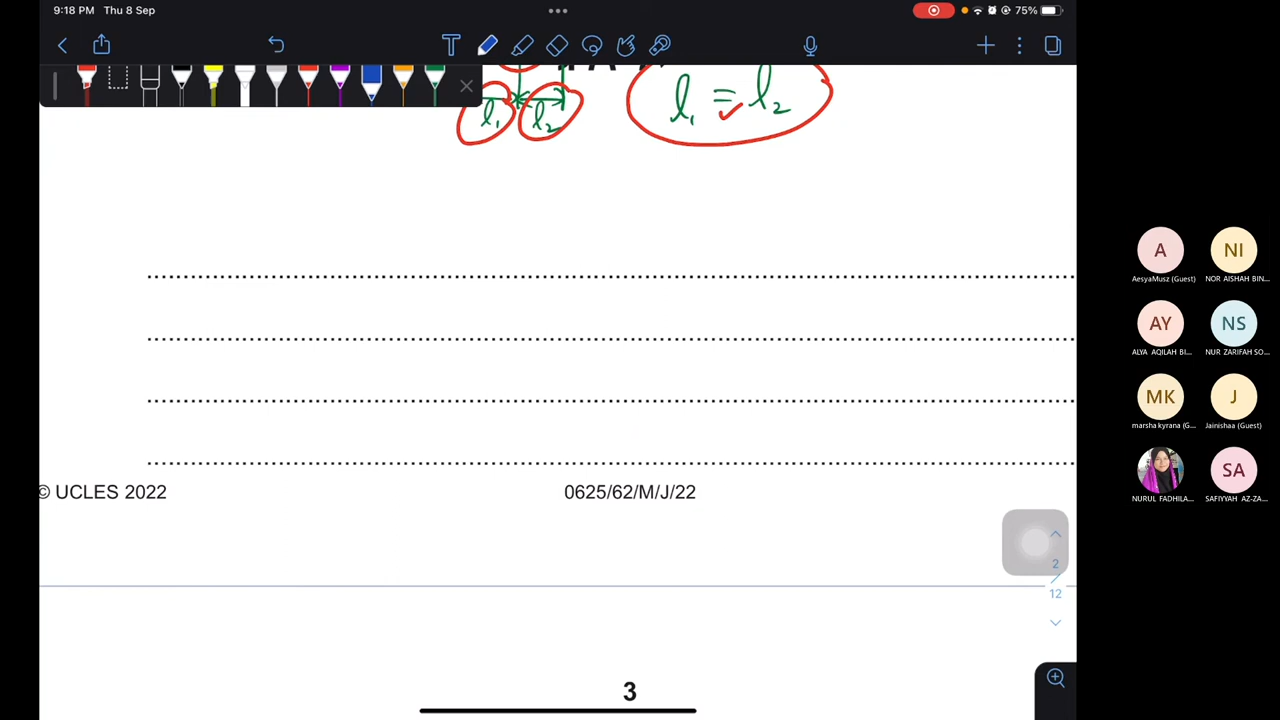 9:18 PM Thu 8 Sep
75%
l₁ l₂
l₁ = l₂
A NI
AesyaMusz (Guest) NOR AISHAH BIN...
AY NS
ALYA AQILAH BI... NUR ZARIFAH SO...
MK J
marsha kyrana (G... Jainishaa (Guest)
SA
NURUL FADHILA... SAFIYYAH AZ-ZA...
© UCLES 2022 0625/62/M/J/22
2
12
3